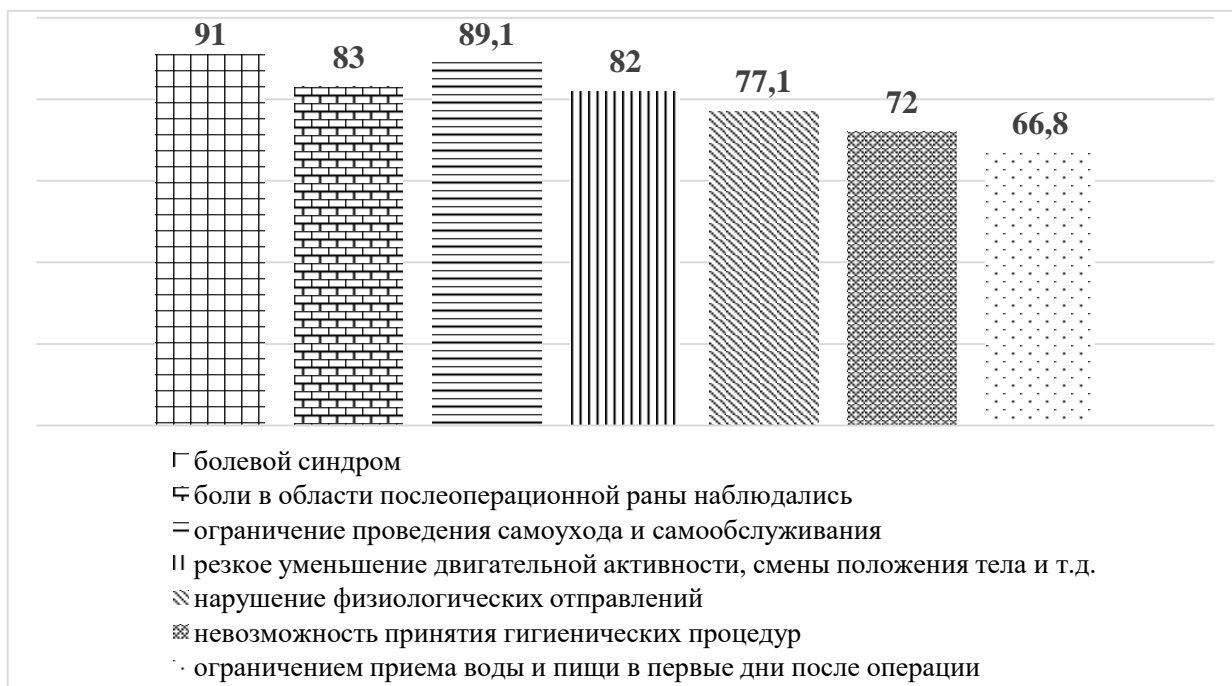 91
83
89,1
82
77,1
72
66,8
болевой синдром
боли в области послеоперационной раны наблюдались
ограничение проведения самоухода и самообслуживания
резкое уменьшение двигательной активности, смены положения тела и т.д.
нарушение физиологических отправлений
невозможность принятия гигиенических процедур
ограничением приема воды и пищи в первые дни после операции